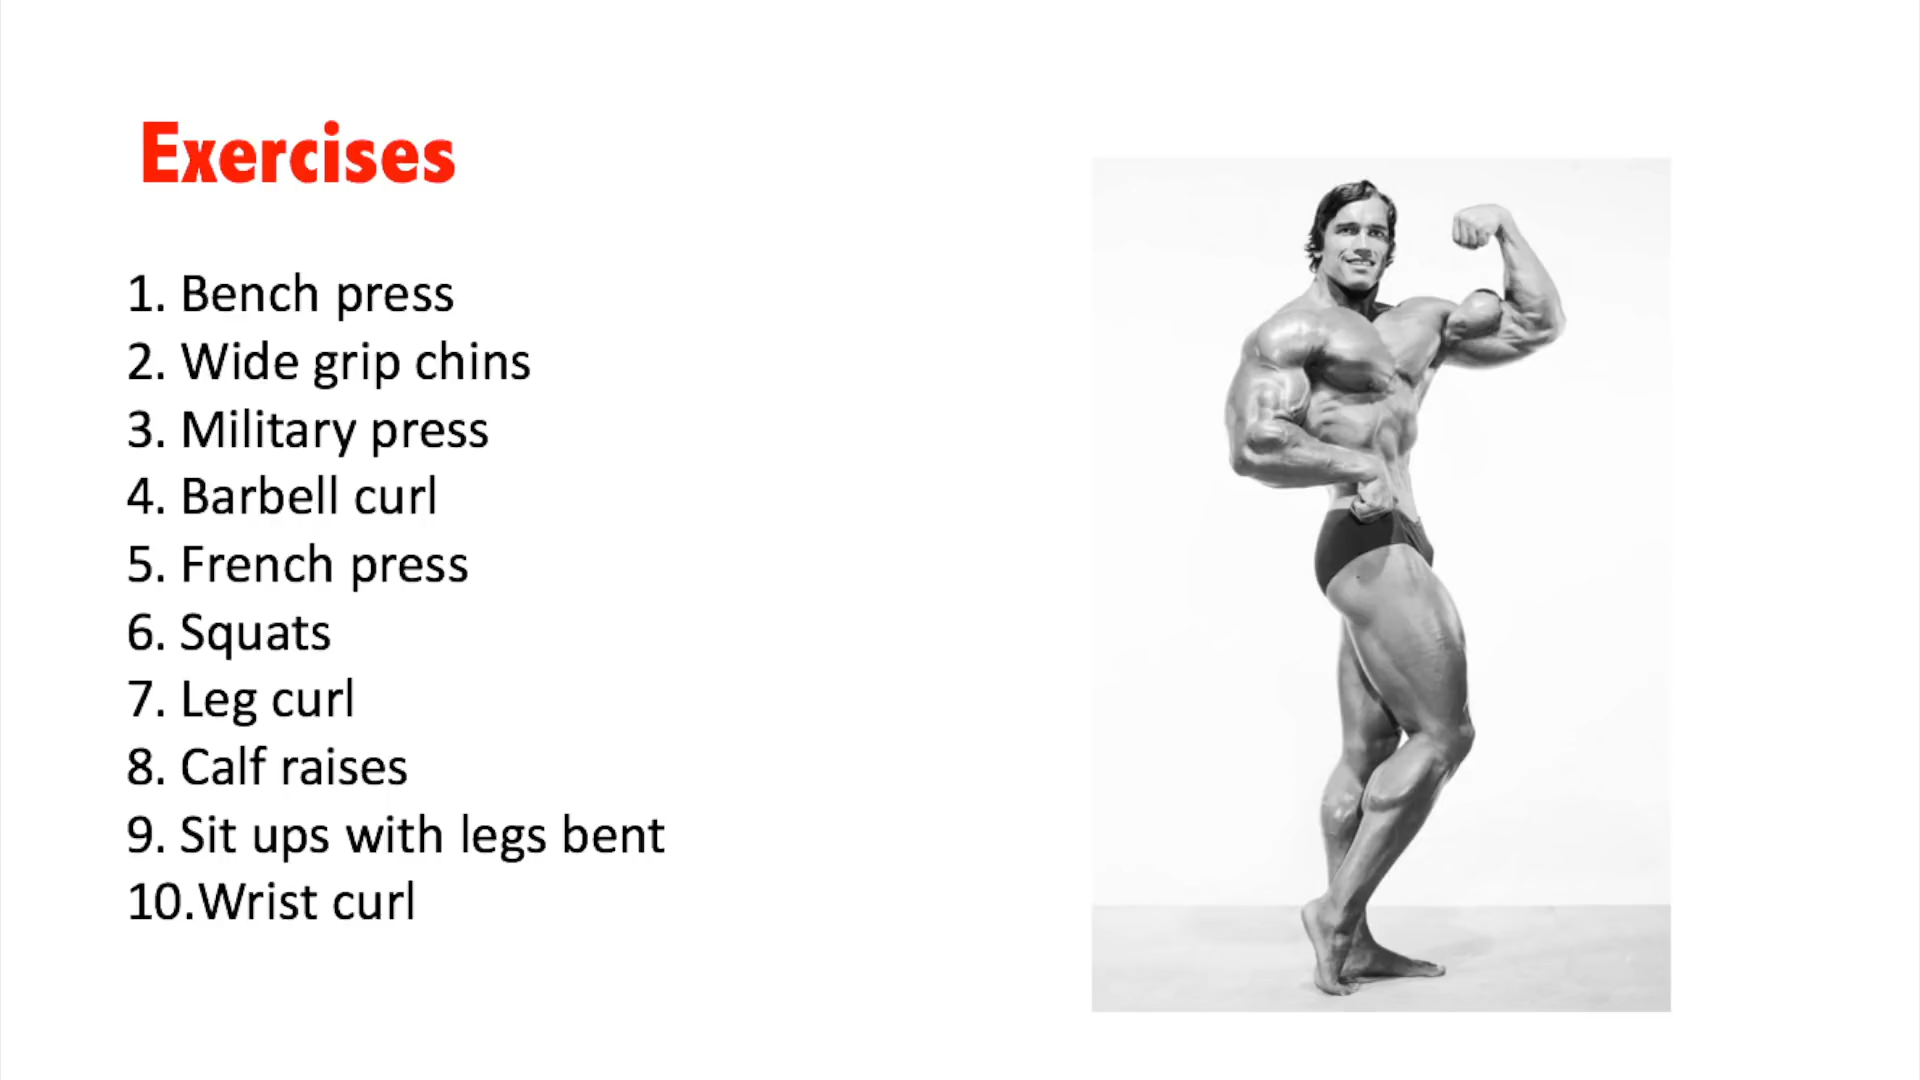 Exercises
1. Bench press
2. Wide grip chins
3. Military press
4. Barbell curl
5. French press
6. Squats
7. Leg curl
8. Calf raises
9. Sit ups with legs bent
10.Wrist curl